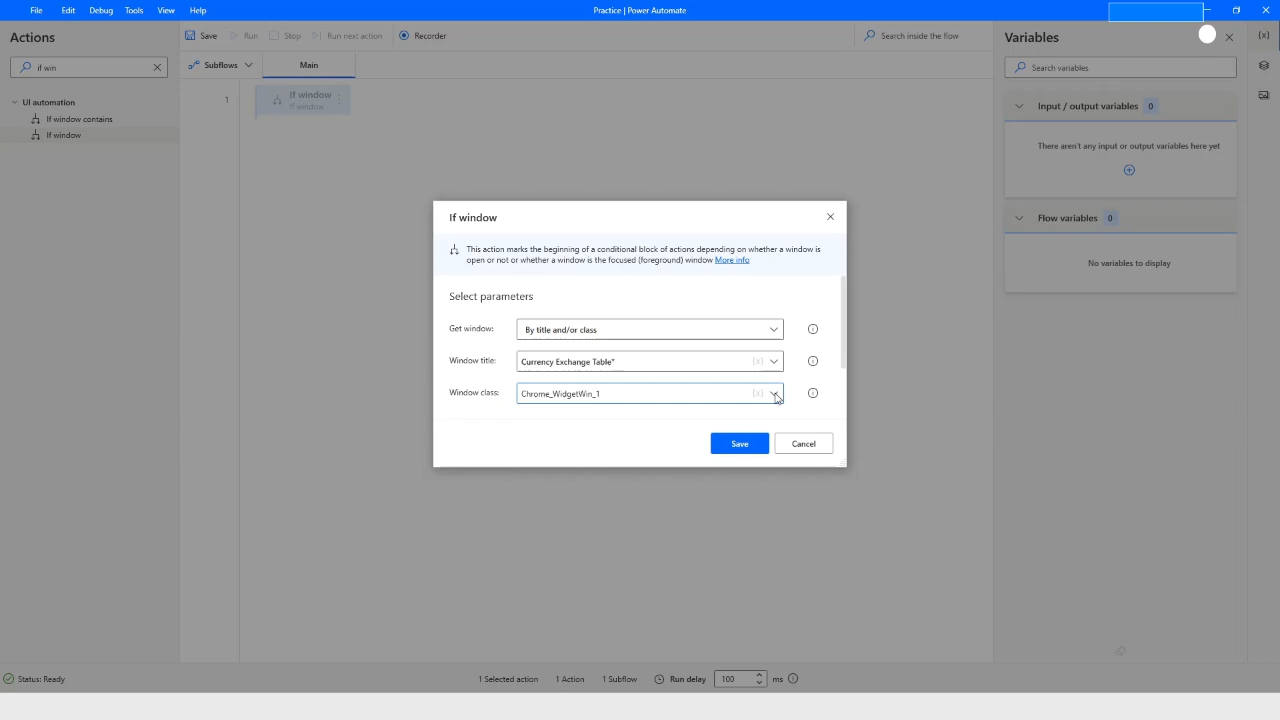 File Edit Debug Tools View Help
Practice | Power Automate
Actions
if win
UI automation
If window contains
If window
Save Run Stop Run next action Recorder
Search inside the flow
Subflows Main
1
If window
If window
Variables
Search variables
Input / output variables 0
There aren't any input or output variables here yet
Flow variables 0
No variables to display
If window
This action marks the beginning of a conditional block of actions depending on whether a window is
open or not or whether a window is the focused (foreground) window More info
Select parameters
Get window: By title and/or class
Window title: Currency Exchange Table* {x}
Window class: Chrome_WidgetWin_1 {x}
Save Cancel
Status: Ready
1 Selected action 1 Action 1 Subflow Run delay 100 ms